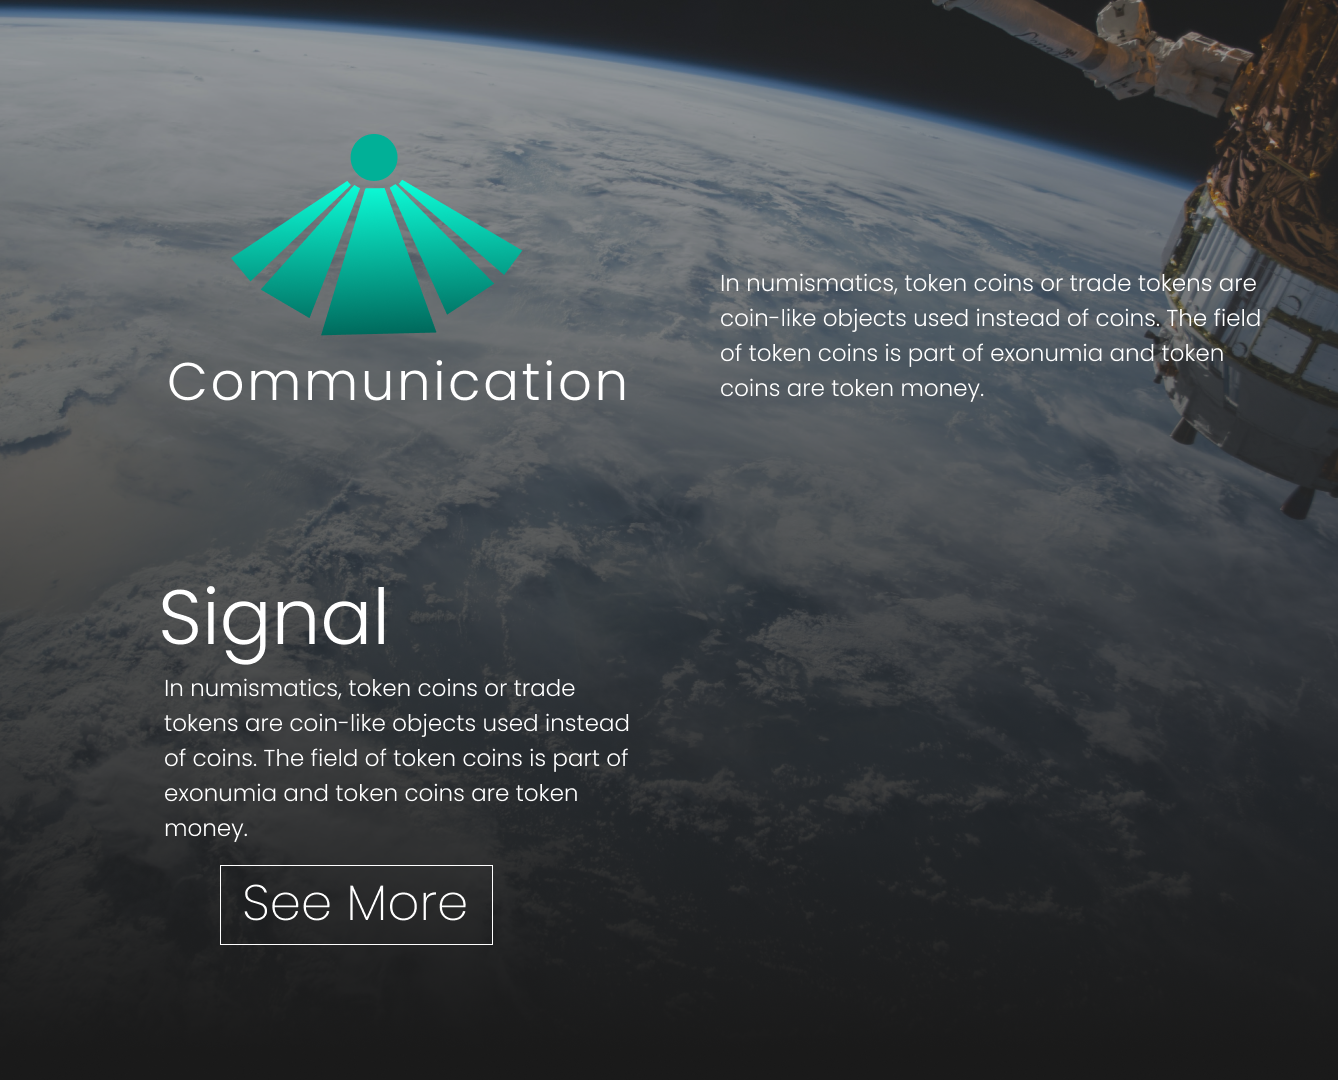 Communication
In numismatics, token coins or trade tokens are
coin-like objects used instead of coins. The field
of token coins is part of exonumia and token
coins are token money.
Signal
In numismatics, token coins or trade
tokens are coin-like objects used instead
of coins. The field of token coins is part of
exonumia and token coins are token
money.
See More